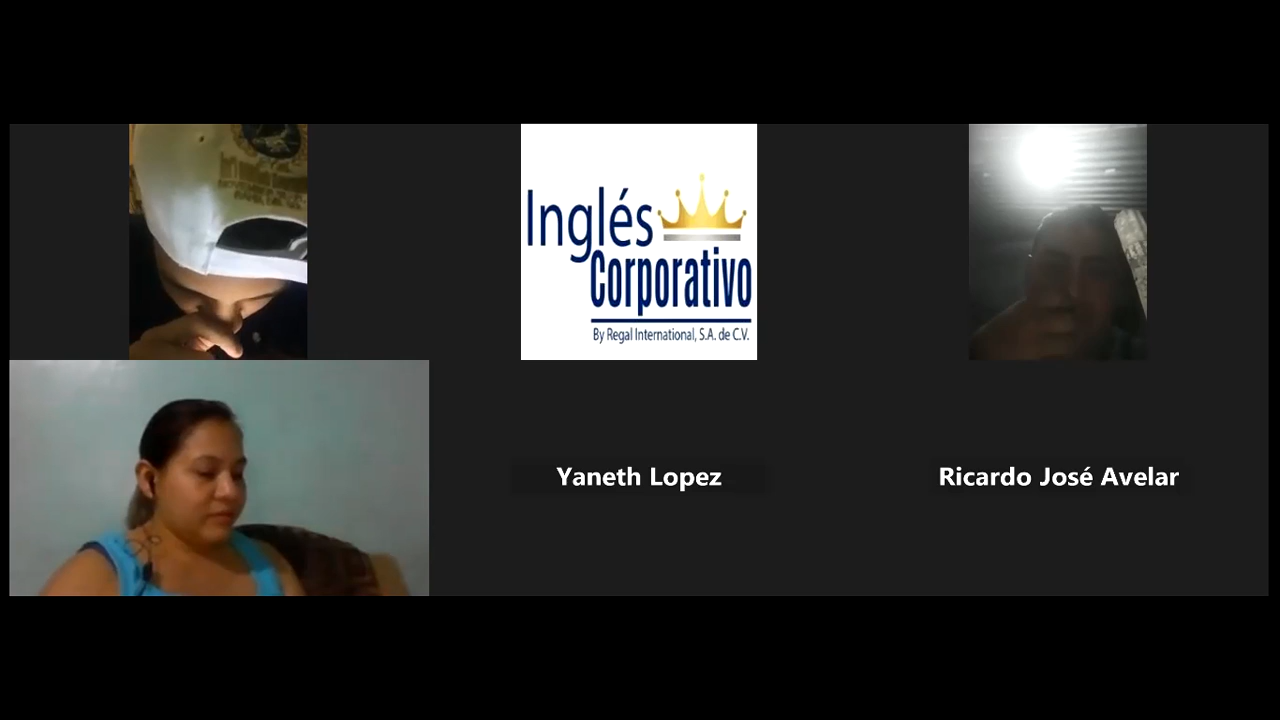 Inglés
Corporativo
By Regal International, S.A. de C.V.
Yaneth Lopez
Ricardo José Avelar